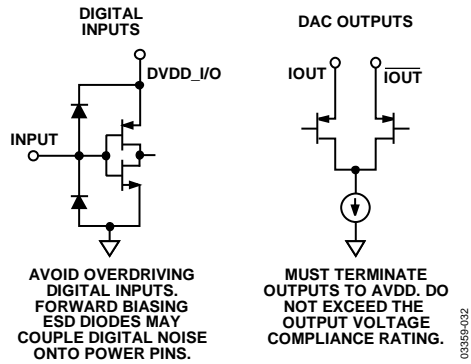 DIGITAL
INPUTS
DVDD_I/O
INPUT
AVOID OVERDRIVING
DIGITAL INPUTS.
FORWARD BIASING
ESD DIODES MAY
COUPLE DIGITAL NOISE
ONTO POWER PINS.
DAC OUTPUTS
IOUT
IOUT
MUST TERMINATE
OUTPUTS TO AVDD. DO
NOT EXCEED THE
OUTPUT VOLTAGE
COMPLIANCE RATING.
03359-032